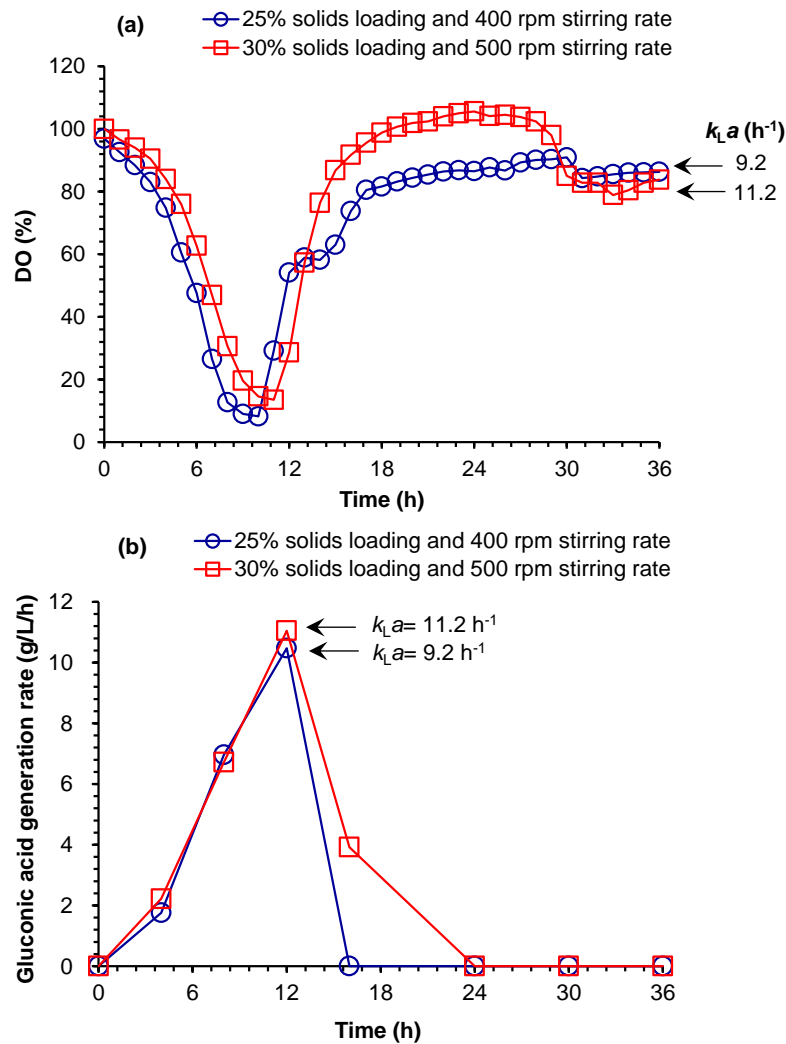 (a)
25% solids loading and 400 rpm stirring rate
30% solids loading and 500 rpm stirring rate
120
100
80
60
40
20
0
DO (%)
0 6 12 18 24 30 36
Time (h)
kLa (h-1)
9.2
11.2
(b)
25% solids loading and 400 rpm stirring rate
30% solids loading and 500 rpm stirring rate
12
10
8
6
4
2
0
Gluconic acid generation rate (g/L/h)
kLa= 11.2 h-1
kLa= 9.2 h-1
0 6 12 18 24 30 36
Time (h)